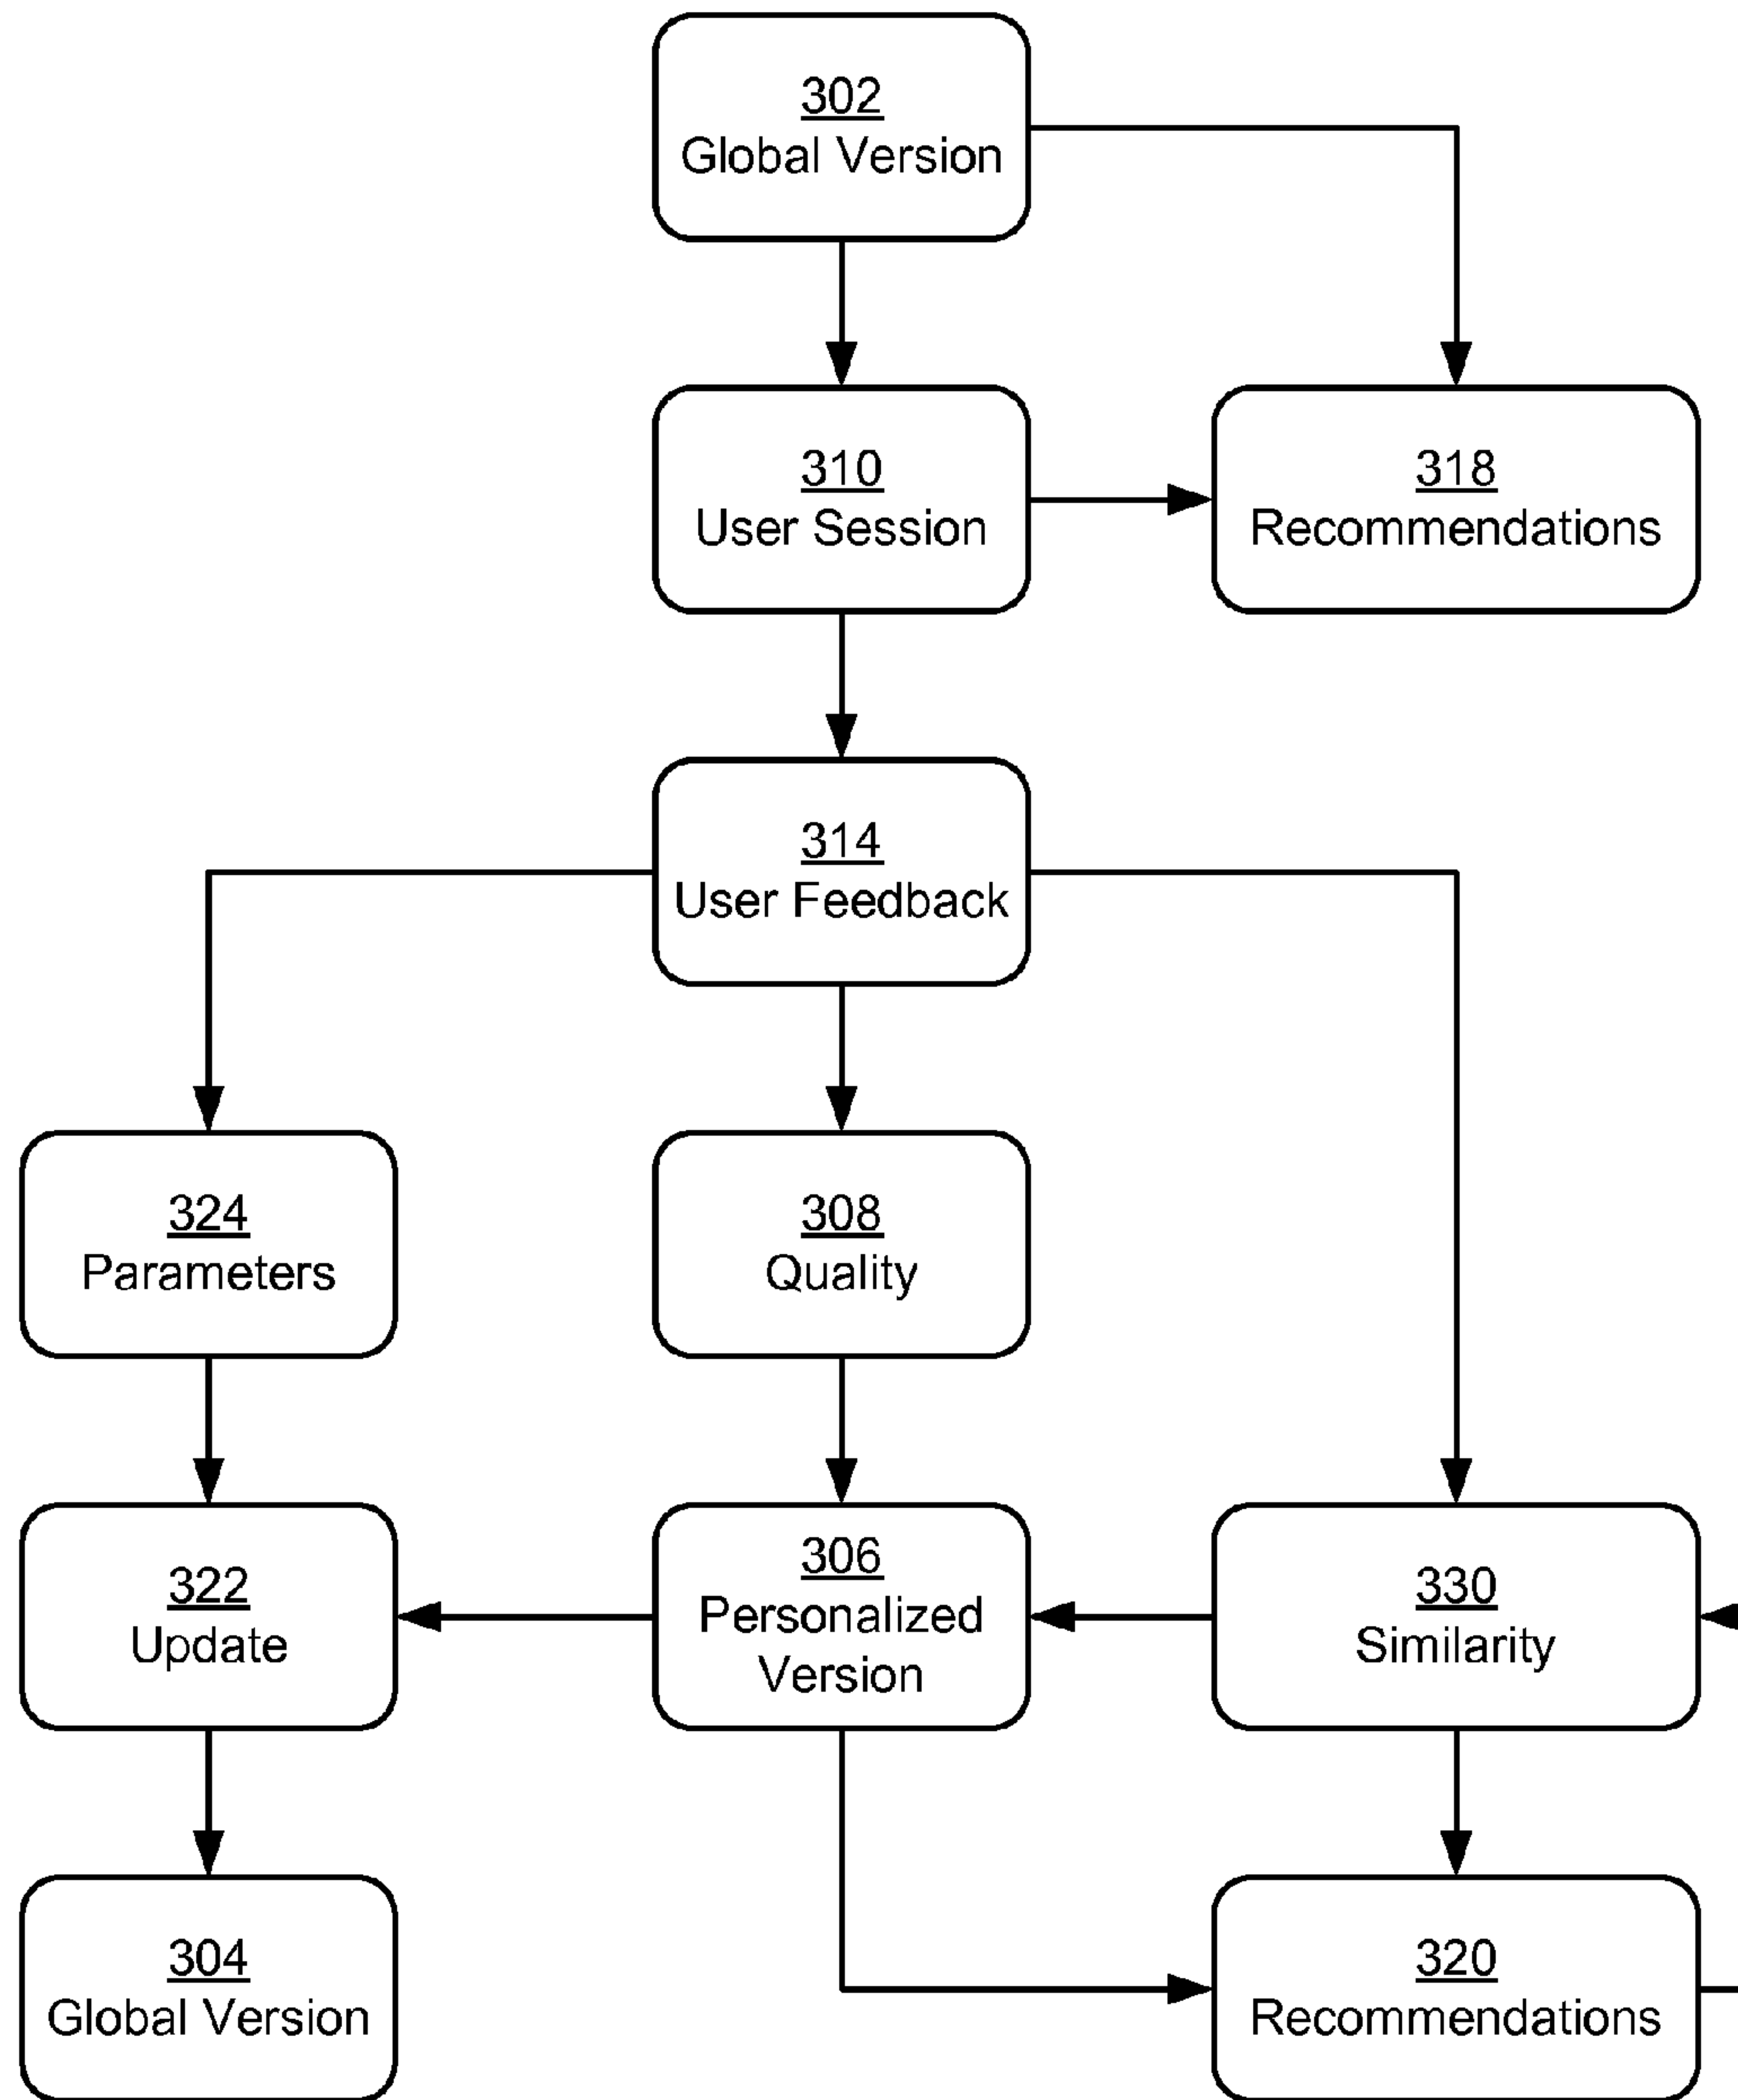 302
Global Version
310
User Session
318
Recommendations
314
User Feedback
324
Parameters
308
Quality
322
Update
306
Personalized
Version
330
Similarity
304
Global Version
320
Recommendations